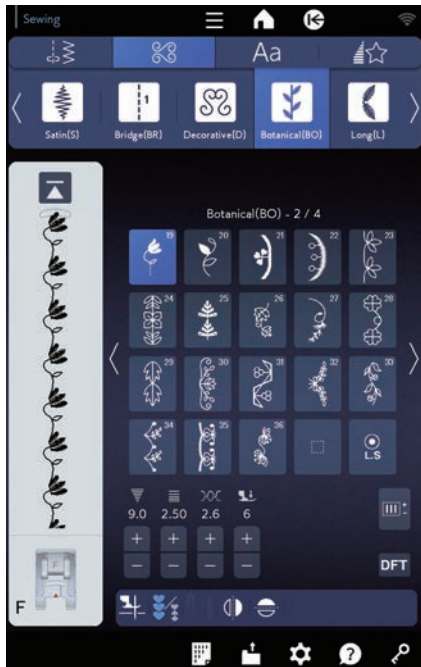 Sewing
Aa
1
Satin(S) Bridge(BR) Decorative(D) Botanical(BO) Long(L)
Botanical(BO) - 2 / 4
19 20 21 22 23
24 25 26 27 28
29 30 31 32 33
34 35 36
L.S
9.0 2.50 2.6 6
+ + + +
− − − −
DFT
F
?